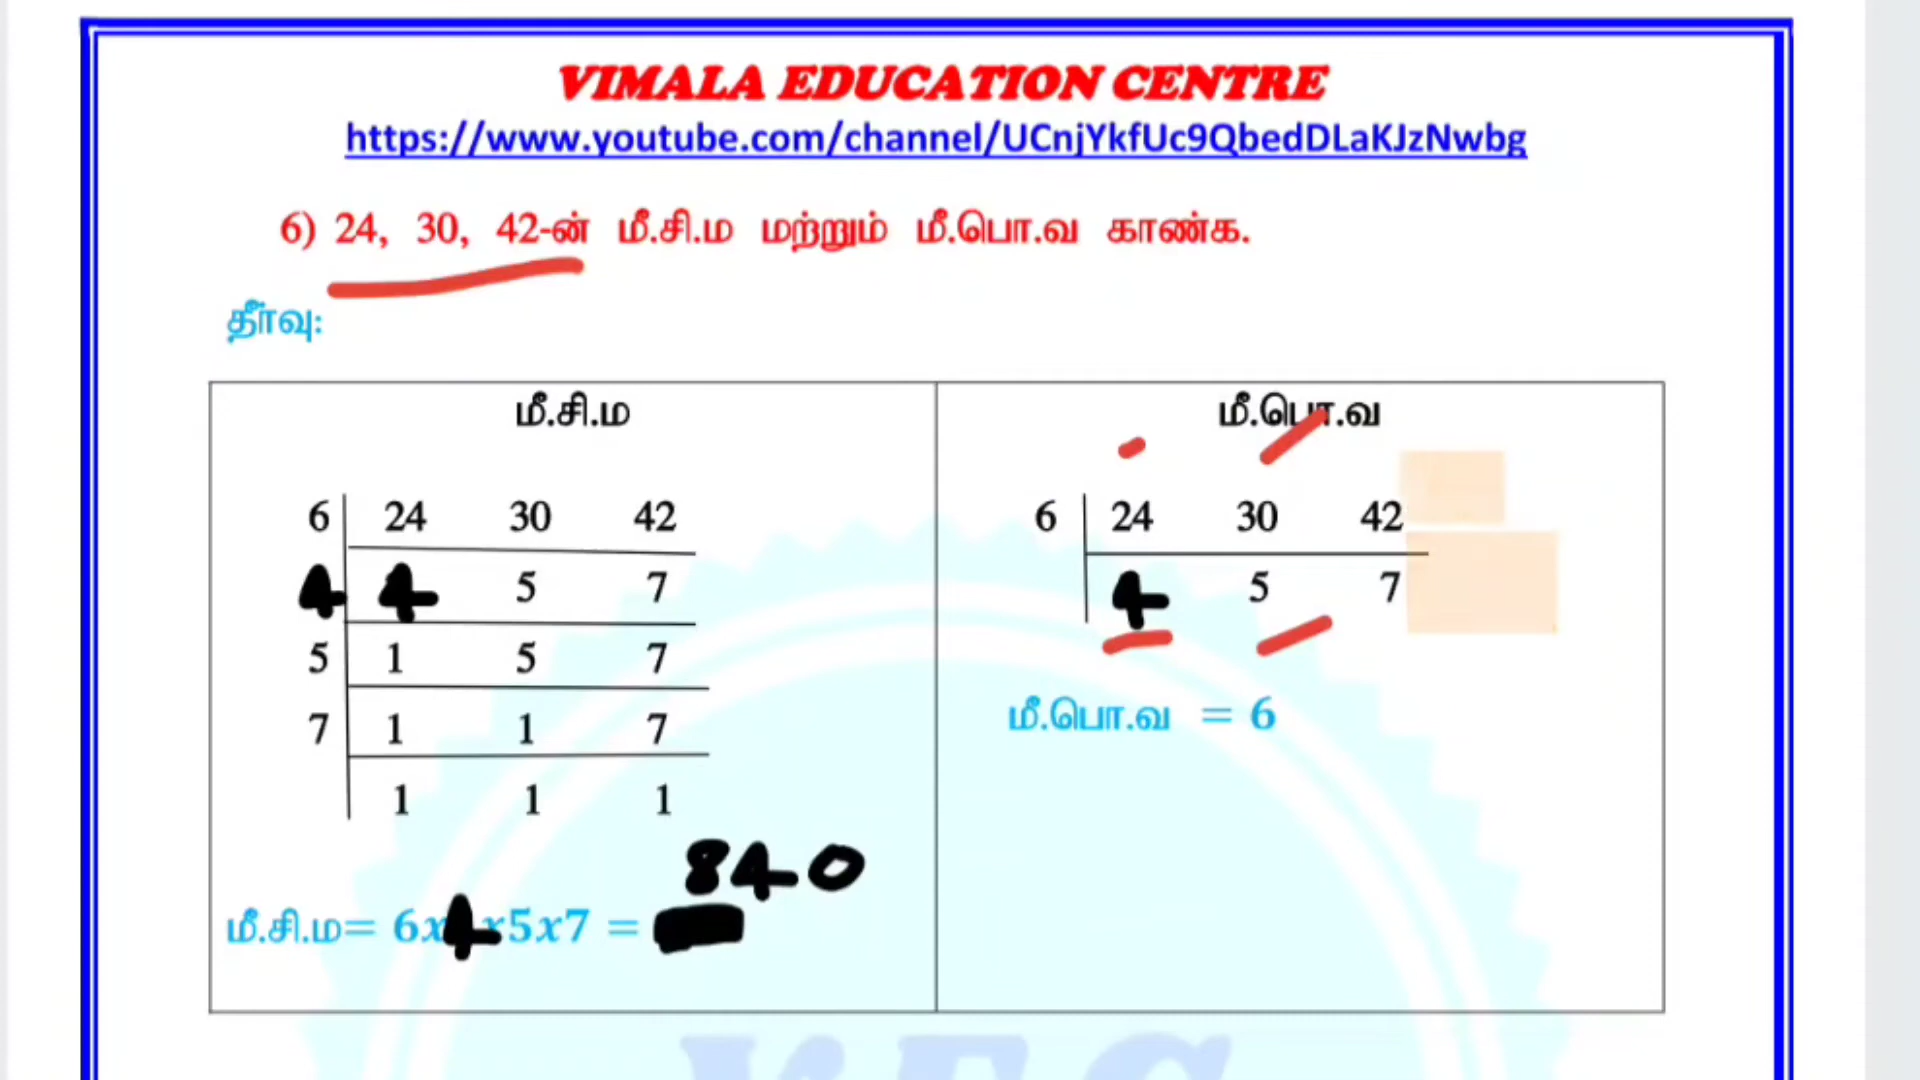 VIMALA EDUCATION CENTRE
https://www.youtube.com/channel/UCnjYkfUc9QbedDLaKJzNwbg
6) 24, 30, 42-ன் மீ.சி.ம மற்றும் மீ.பொ.வ காண்க.
தீர்வு:
மீ.சி.ம
6 24 30 42
4 4 5 7
5 1 5 7
7 1 1 7
1 1 1
840
மீ.சி.ம= 6x4x5x7 =
மீ.பொ.வ
6 24 30 42
4 5 7
மீ.பொ.வ = 6
VEC